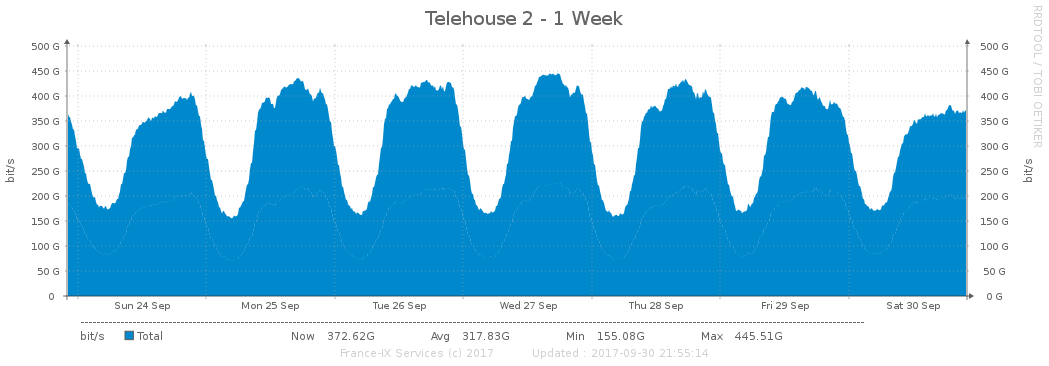 Telehouse 2 - 1 Week
RRDTOOL / TOBI OETIKER
500 G 500 G
450 G 450 G
400 G 400 G
350 G 350 G
300 G 300 G
250 G 250 G
200 G 200 G
150 G 150 G
100 G 100 G
50 G 50 G
0 0 G
bit/s bit/s
Sun 24 Sep Mon 25 Sep Tue 26 Sep Wed 27 Sep Thu 28 Sep Fri 29 Sep Sat 30 Sep
bit/s Total Now 372.62G Avg 317.83G Min 155.08G Max 445.51G
France-IX Services (c) 2017 Updated : 2017-09-30 21:55:14